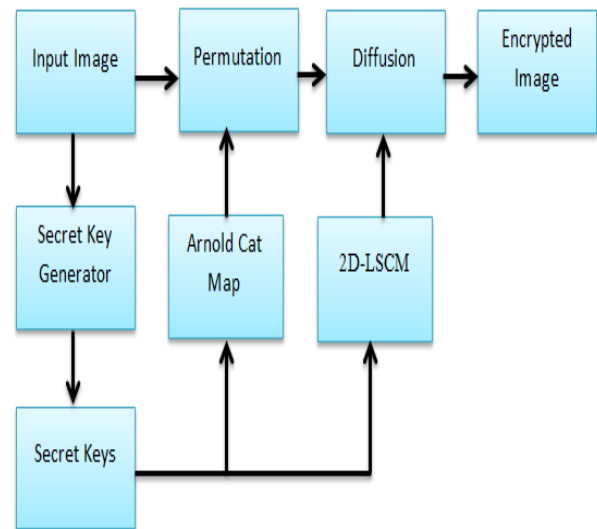 Input Image
Permutation
Diffusion
Encrypted
Image
Secret Key
Generator
Arnold Cat
Map
2D-LSCM
Secret Keys